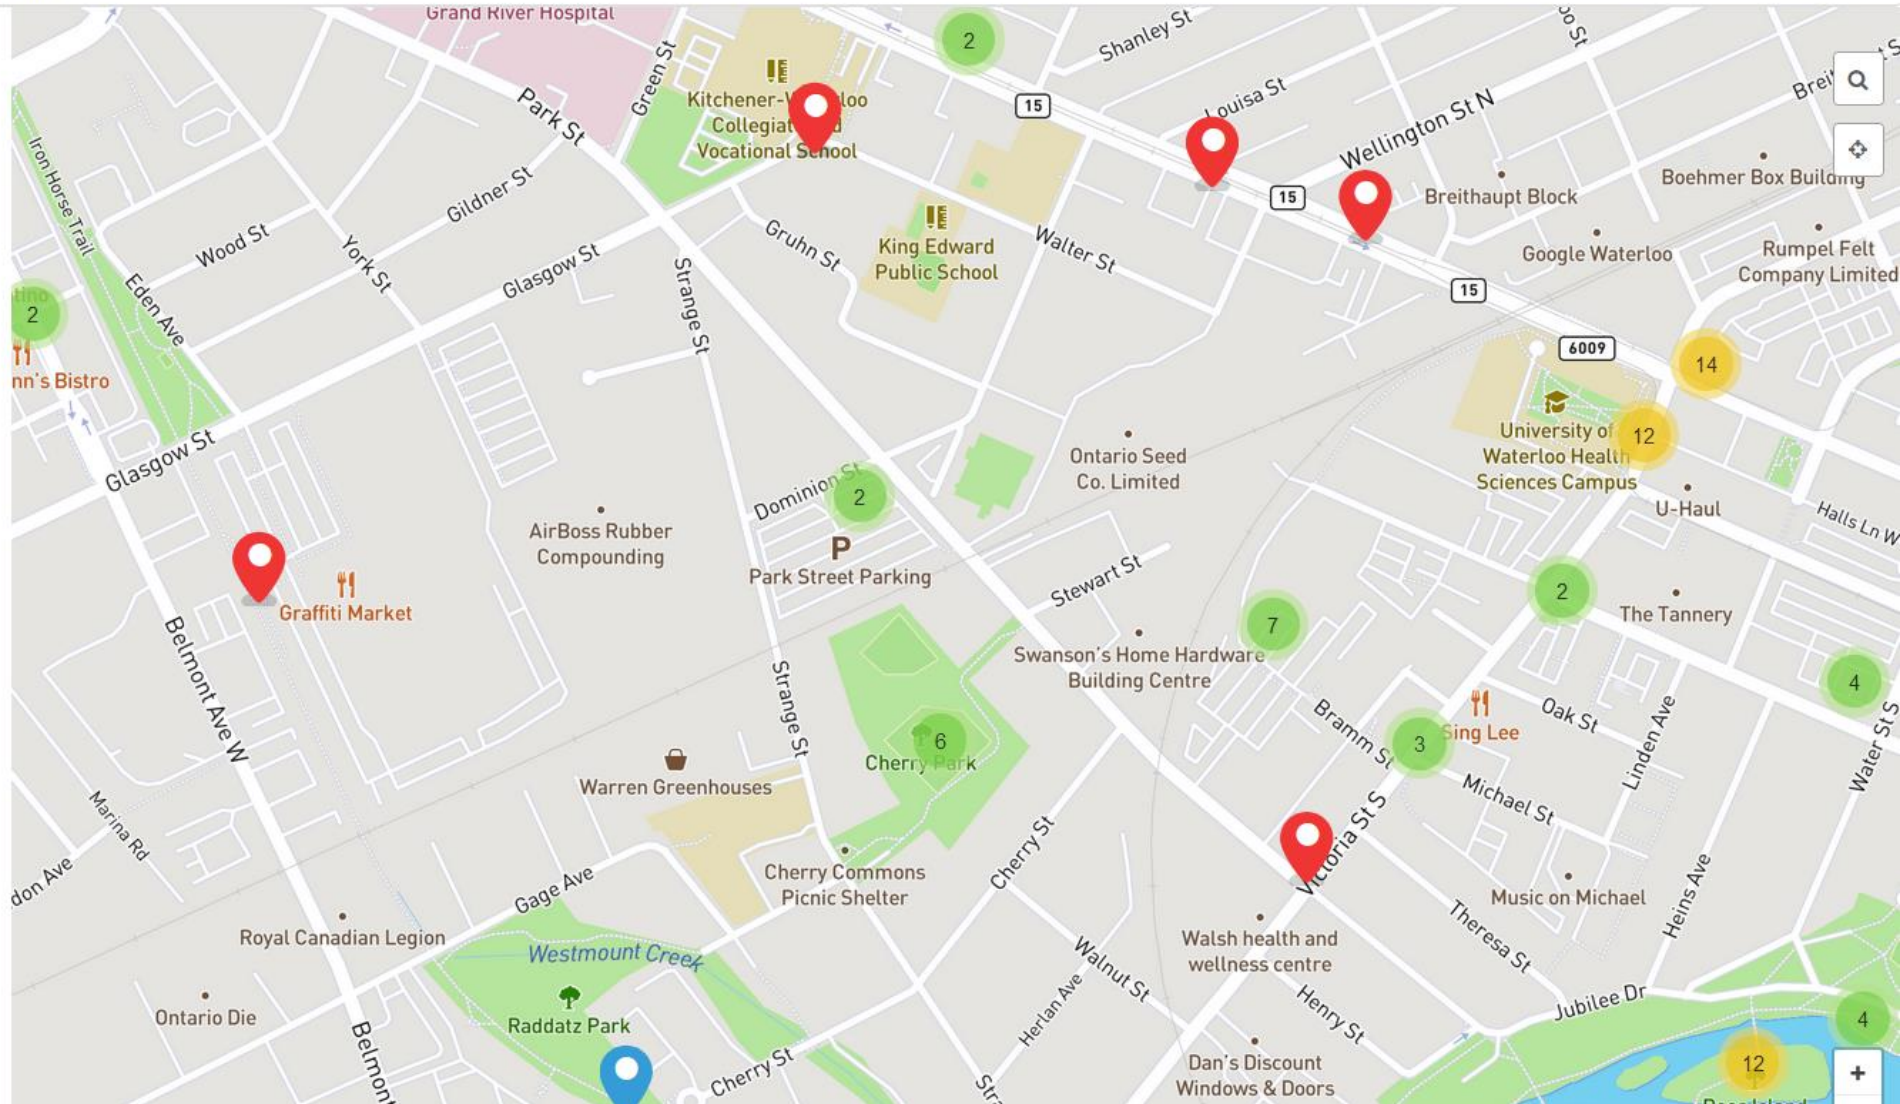 Grand River Hospital
2
Shanley St
Green St
Kitchener-W loo
Collegiat d
Vocational School
Park St
15
Louisa St
Wellington St N
Iron Horse Trail
Gildner St
15
Breithaupt Block
Boehmer Box Building
Wood St
York St
Glasgow St
Gruhn St
King Edward
Public School
Walter St
Google Waterloo
Rumpel Felt
Company Limited
Eden Ave
Strange St
15
2
nn's Bistro
6009
14
Glasgow St
Dominion St
2
Ontario Seed
Co. Limited
University of
Waterloo Health
Sciences Campus
12
U-Haul
Halls Ln W
AirBoss Rubber
Compounding
P
Park Street Parking
Stewart St
Graffiti Market
2
The Tannery
7
Belmont Ave W
Swanson's Home Hardware
Building Centre
Strange St
4
Bramm St
Oak St
Linden Ave
Water St S
Sing Lee
3
6
Cherry Park
Warren Greenhouses
Michael St
Marina Rd
Victoria St S
Cherry St
Cherry Commons
Picnic Shelter
Gage Ave
don Ave
Music on Michael
Heins Ave
Theresa St
Royal Canadian Legion
Westmount Creek
Walsh health and
wellness centre
Walnut St
Herlan Ave
Henry St
Jubilee Dr
Ontario Die
Raddatz Park
4
Belmont
Cherry St
Stra
Dan's Discount
Windows & Doors
12
+